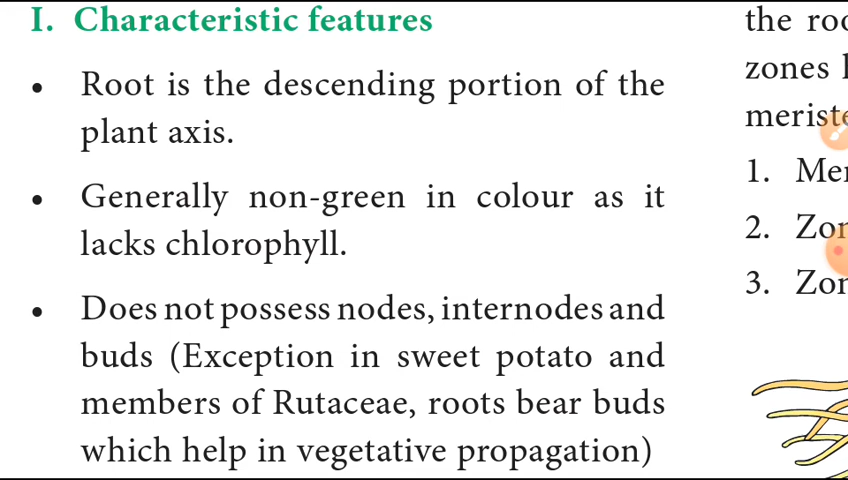 I. Characteristic features
• Root is the descending portion of the
plant axis.
• Generally non-green in colour as it
lacks chlorophyll.
• Does not possess nodes, internodes and
buds (Exception in sweet potato and
members of Rutaceae, roots bear buds
which help in vegetative propagation)
the
zones
1.
2.
3.